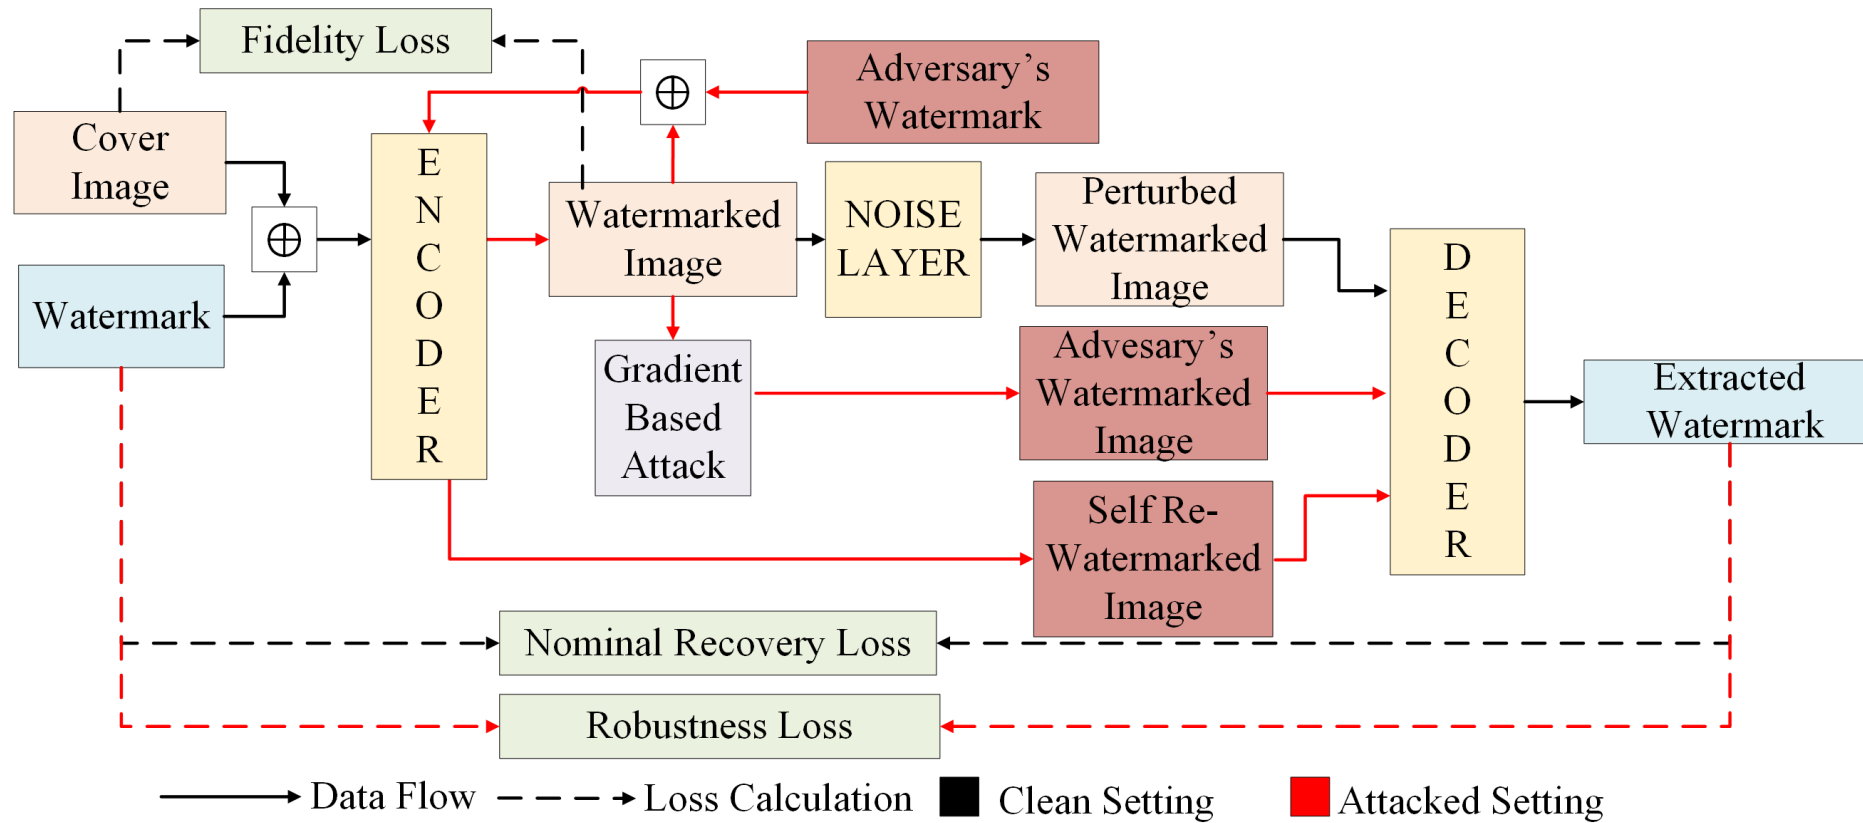 Fidelity Loss
Adversary's
Watermark
Cover
Image
ENCODER
Watermarked
Image
NOISE
LAYER
Perturbed
Watermarked
Image
Watermark
Gradient
Based
Attack
Advesary's
Watermarked
Image
DECODER
Extracted
Watermark
Self Re-
Watermarked
Image
Nominal Recovery Loss
Robustness Loss
Data Flow
Loss Calculation
Clean Setting
Attacked Setting